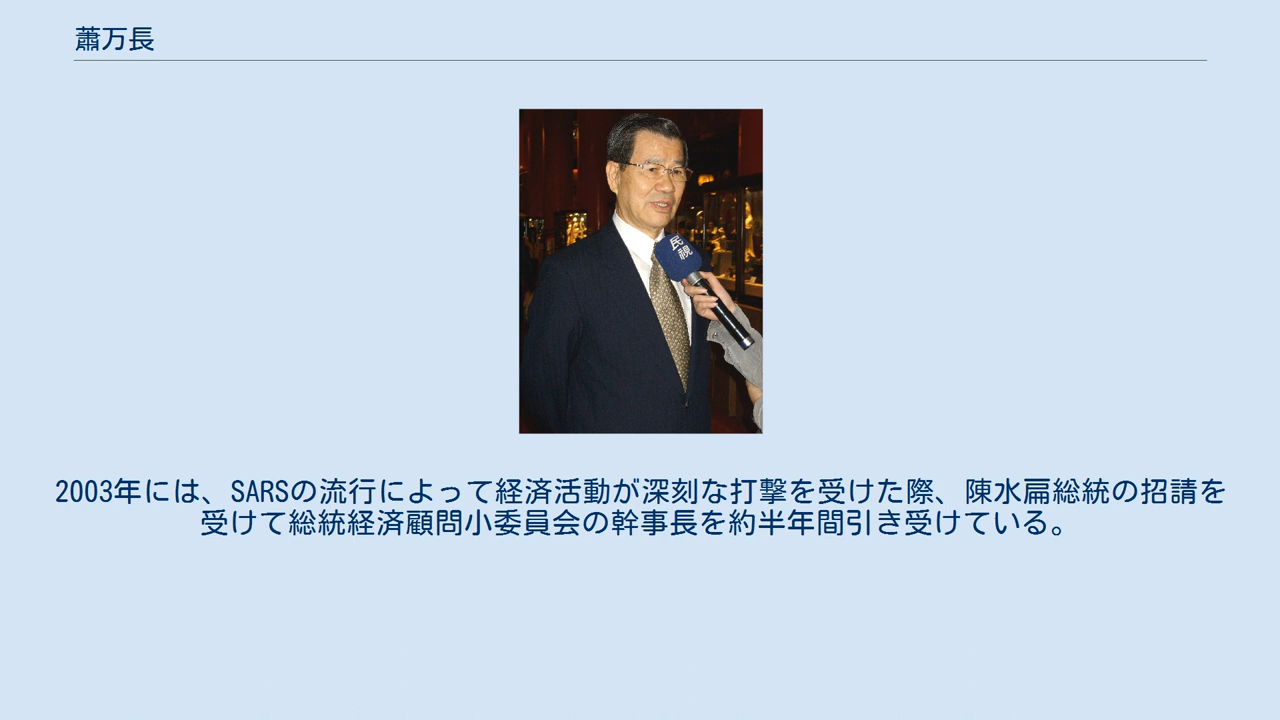 蕭万長
民
視
2003年には、SARSの流行によって経済活動が深刻な打撃を受けた際、陳水扁総統の招請を
受けて総統経済顧問小委員会の幹事長を約半年間引き受けている。